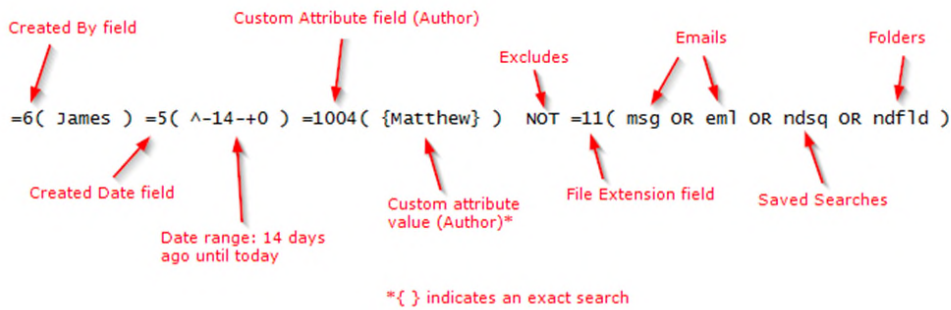 Custom Attribute field (Author)
Created By field
Emails
Folders
Excludes
=6( James ) =5( ^-14-+0 ) =1004( {Matthew} ) NOT =11( msg OR eml OR ndsq OR ndfld )
Created Date field
Custom attribute
value (Author)*
File Extension field
Saved Searches
Date range: 14 days
ago until today
*{ } indicates an exact search